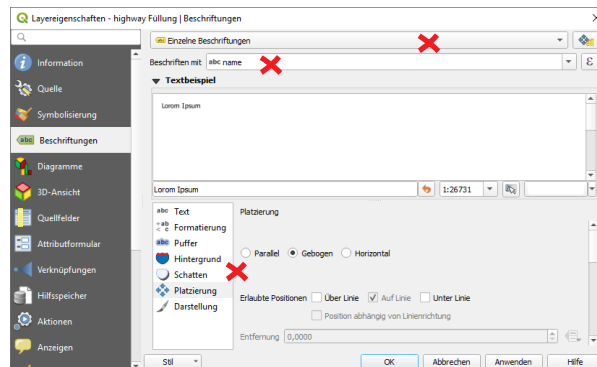 Layereigenschaften - highway Füllung | Beschriftungen
Einzelne Beschriftungen
Information
Beschriften mit abc name
ε
Quelle
Textbeispiel
Symbolisierung
Lorom Ipsum
abc Beschriftungen
Diagramme
3D-Ansicht
Lorom Ipsum
1:26731
Quellfelder
Attributformular
Verknüpfungen
Hilfsspeicher
Aktionen
Anzeigen
abc Text
Formatierung
abc Puffer
Hintergrund
Schatten
Platzierung
Darstellung
Platzierung
Parallel Gebogen Horizontal
Erlaubte Positionen Über Linie Auf Linie Unter Linie
Position abhängig von Linienrichtung
Entfernung 0,0000
Stil OK Abbrechen Anwenden Hilfe